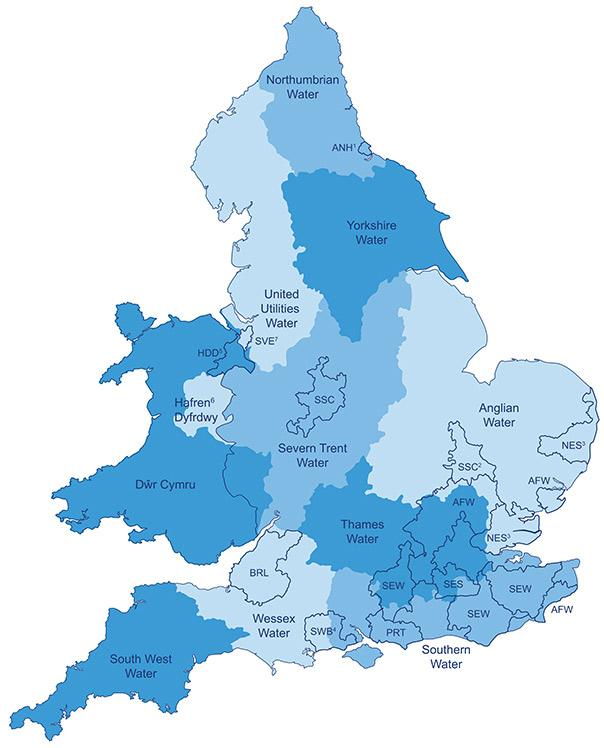 Northumbrian
Water
ANH¹
Yorkshire
Water
United
Utilities
Water
SVE⁷
HDD⁵
Hafren⁶
Dyfrdwy
SSC
Anglian
Water
NES³
Severn Trent
Water
SSC²
AFW
Dŵr Cymru
AFW
Thames
Water
NES³
BRL
SEW
SES
SEW
AFW
Wessex
Water
SWB⁴
PRT
SEW
Southern
Water
South West
Water